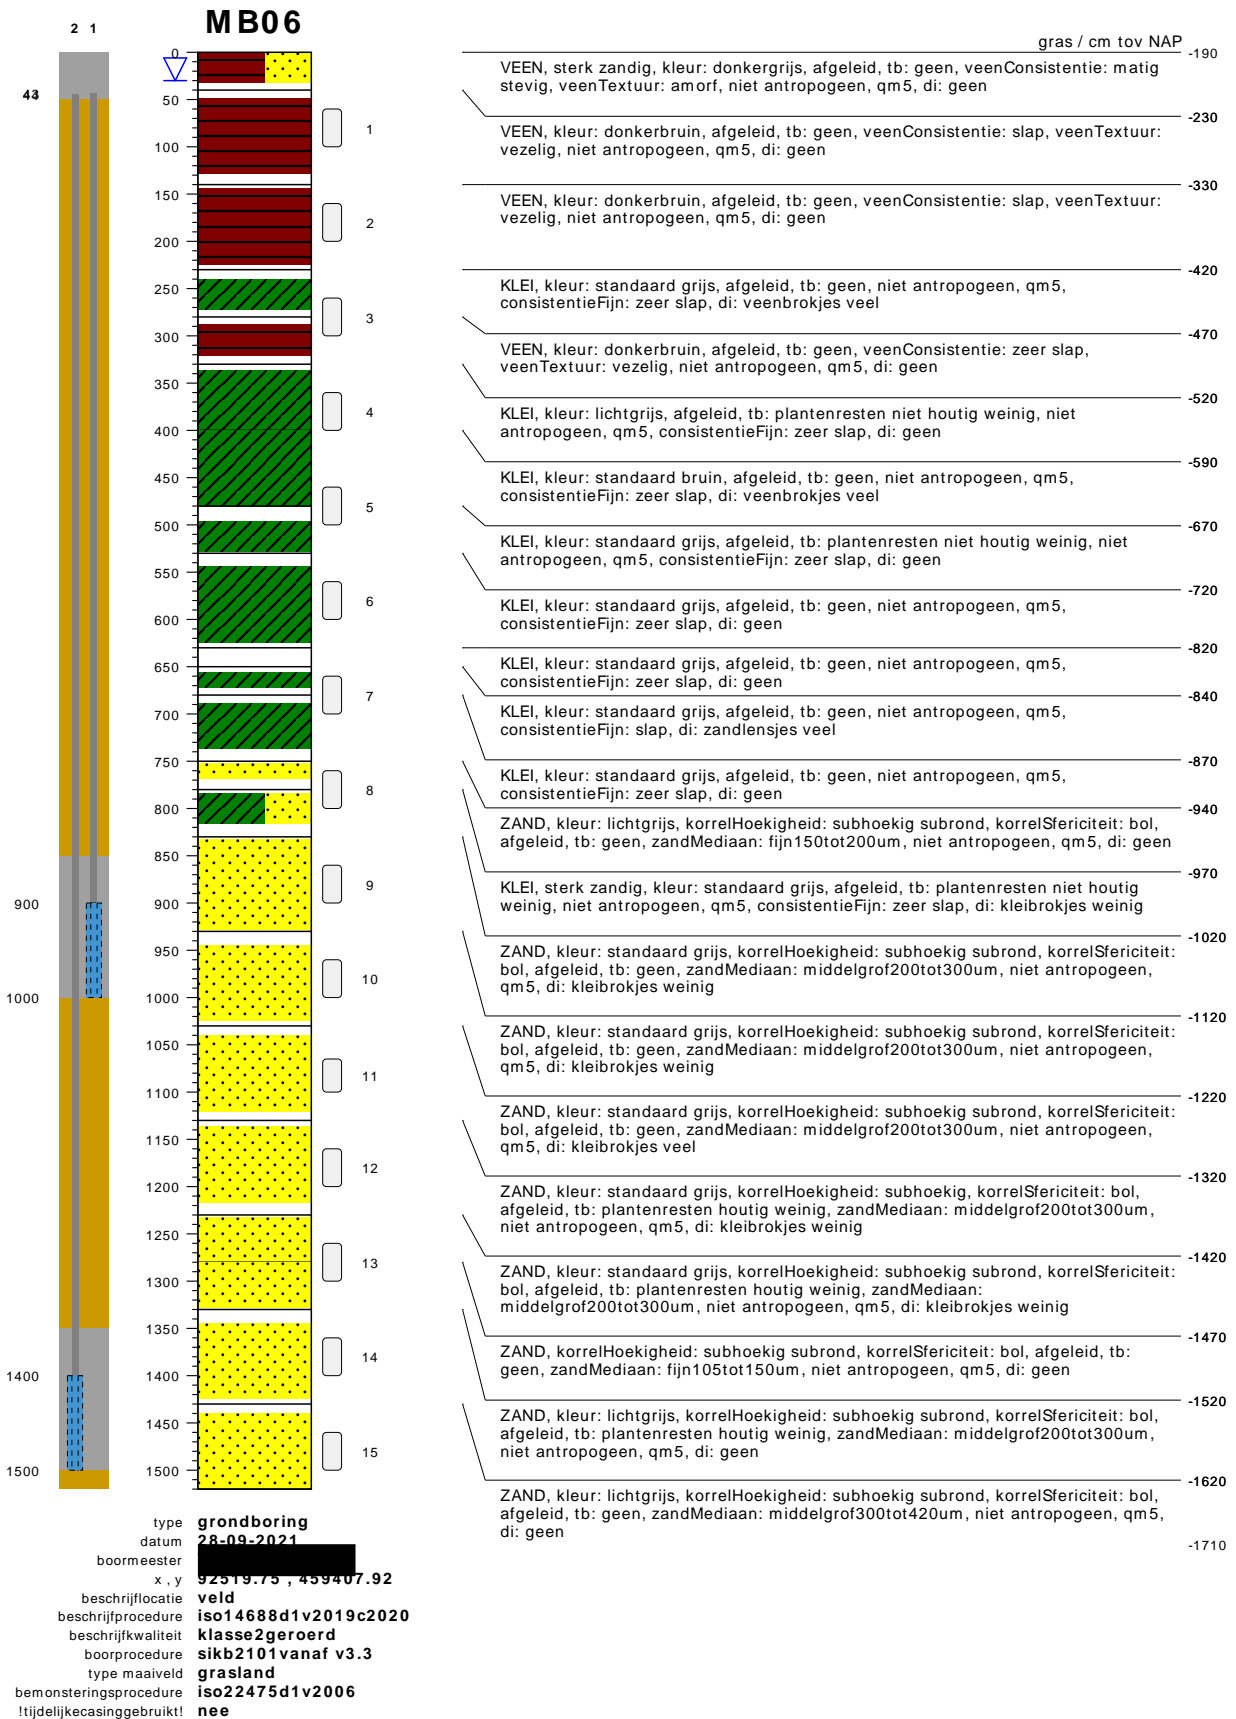 MB06
2 1
gras / cm tov NAP
0
50
100
150
200
250
300
350
400
450
500
550
600
650
700
750
800
850
900
950
1000
1050
1100
1150
1200
1250
1300
1350
1400
1450
1500
900
1000
1400
1500
1
2
3
4
5
6
7
8
9
10
11
12
13
14
15
-190
VEEN, sterk zandig, kleur: donkergrijs, afgeleid, tb: geen, veenConsistentie: matig
stevig, veenTextuur: amorf, niet antropogeen, qm5, di: geen
-230
VEEN, kleur: donkerbruin, afgeleid, tb: geen, veenConsistentie: slap, veenTextuur:
vezelig, niet antropogeen, qm5, di: geen
-330
VEEN, kleur: donkerbruin, afgeleid, tb: geen, veenConsistentie: slap, veenTextuur:
vezelig, niet antropogeen, qm5, di: geen
-420
KLEI, kleur: standaard grijs, afgeleid, tb: geen, niet antropogeen, qm5,
consistentieFijn: zeer slap, di: veenbrokjes veel
-470
VEEN, kleur: donkerbruin, afgeleid, tb: geen, veenConsistentie: zeer slap,
veenTextuur: vezelig, niet antropogeen, qm5, di: geen
-520
KLEI, kleur: lichtgrijs, afgeleid, tb: plantenresten niet houtig weinig, niet
antropogeen, qm5, consistentieFijn: zeer slap, di: geen
-590
KLEI, kleur: standaard bruin, afgeleid, tb: geen, niet antropogeen, qm5,
consistentieFijn: zeer slap, di: veenbrokjes veel
-670
KLEI, kleur: standaard grijs, afgeleid, tb: plantenresten niet houtig weinig, niet
antropogeen, qm5, consistentieFijn: zeer slap, di: geen
-720
KLEI, kleur: standaard grijs, afgeleid, tb: geen, niet antropogeen, qm5,
consistentieFijn: zeer slap, di: geen
-820
KLEI, kleur: standaard grijs, afgeleid, tb: geen, niet antropogeen, qm5,
consistentieFijn: zeer slap, di: geen
-840
KLEI, kleur: standaard grijs, afgeleid, tb: geen, niet antropogeen, qm5,
consistentieFijn: slap, di: zandlensjes veel
-870
KLEI, kleur: standaard grijs, afgeleid, tb: geen, niet antropogeen, qm5,
consistentieFijn: zeer slap, di: geen
-940
ZAND, kleur: lichtgrijs, korrelHoekigheid: subhoekig subrond, korrelSfericiteit: bol,
afgeleid, tb: geen, zandMediaan: fijn150tot200um, niet antropogeen, qm5, di: geen
-970
KLEI, sterk zandig, kleur: standaard grijs, afgeleid, tb: plantenresten niet houtig
weinig, niet antropogeen, qm5, consistentieFijn: zeer slap, di: kleibrokjes weinig
-1020
ZAND, kleur: standaard grijs, korrelHoekigheid: subhoekig subrond, korrelSfericiteit:
bol, afgeleid, tb: geen, zandMediaan: middelgrof200tot300um, niet antropogeen,
qm5, di: kleibrokjes weinig
-1120
ZAND, kleur: standaard grijs, korrelHoekigheid: subhoekig subrond, korrelSfericiteit:
bol, afgeleid, tb: geen, zandMediaan: middelgrof200tot300um, niet antropogeen,
qm5, di: kleibrokjes weinig
-1220
ZAND, kleur: standaard grijs, korrelHoekigheid: subhoekig subrond, korrelSfericiteit:
bol, afgeleid, tb: geen, zandMediaan: middelgrof200tot300um, niet antropogeen,
qm5, di: kleibrokjes veel
-1320
ZAND, kleur: standaard grijs, korrelHoekigheid: subhoekig, korrelSfericiteit: bol,
afgeleid, tb: plantenresten houtig weinig, zandMediaan: middelgrof200tot300um,
niet antropogeen, qm5, di: kleibrokjes weinig
-1420
ZAND, kleur: standaard grijs, korrelHoekigheid: subhoekig subrond, korrelSfericiteit:
bol, afgeleid, tb: plantenresten houtig weinig, zandMediaan:
middelgrof200tot300um, niet antropogeen, qm5, di: kleibrokjes weinig
-1470
ZAND, korrelHoekigheid: subhoekig subrond, korrelSfericiteit: bol, afgeleid, tb:
geen, zandMediaan: fijn105tot150um, niet antropogeen, qm5, di: geen
-1520
ZAND, kleur: lichtgrijs, korrelHoekigheid: subhoekig subrond, korrelSfericiteit: bol,
afgeleid, tb: plantenresten houtig weinig, zandMediaan: middelgrof200tot300um,
niet antropogeen, qm5, di: geen
-1620
ZAND, kleur: lichtgrijs, korrelHoekigheid: subhoekig subrond, korrelSfericiteit: bol,
afgeleid, tb: geen, zandMediaan: middelgrof300tot420um, niet antropogeen, qm5,
di: geen
-1710
type grondboring
datum 28-09-2021
boormeester
x , y 92519.75 , 459407.92
beschrijflocatie veld
beschrijfprocedure iso14688d1v2019c2020
beschrijfkwaliteit klasse2geroerd
boorprocedure sikb2101vanaf v3.3
type maaiveld grasland
bemonsteringsprocedure iso22475d1v2006
!tijdelijkecasinggebruikt! nee